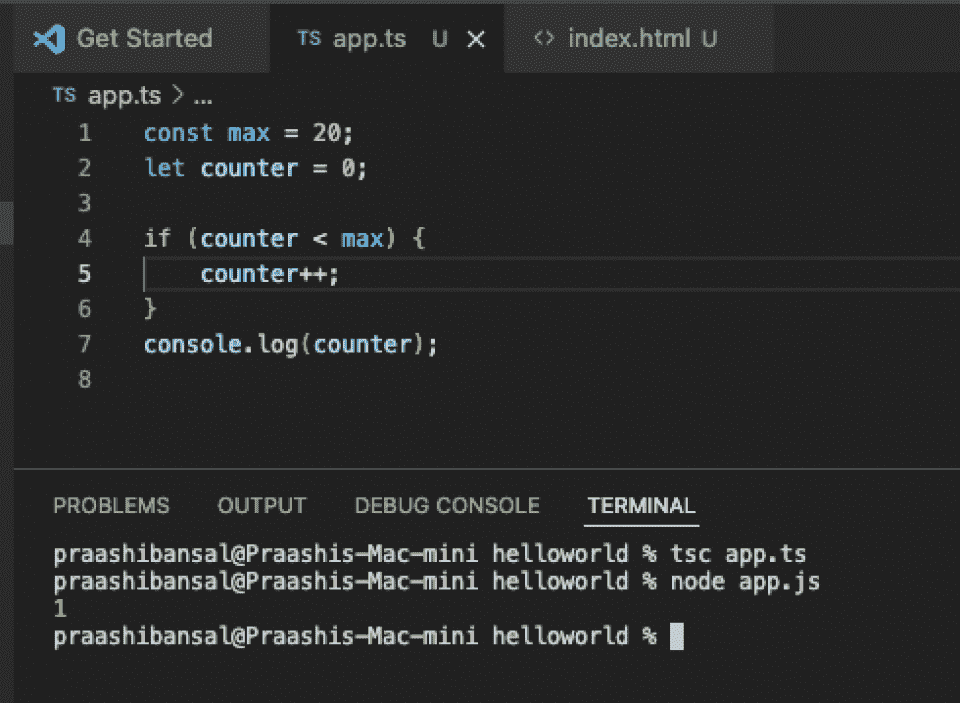 Get Started TS app.ts U × <> index.html U
TS app.ts > ...
1 const max = 20;
2 let counter = 0;
3
4 if (counter < max) {
5 counter++;
6 }
7 console.log(counter);
8
PROBLEMS OUTPUT DEBUG CONSOLE TERMINAL
praashibansal@Praashis-Mac-mini helloworld % tsc app.ts
praashibansal@Praashis-Mac-mini helloworld % node app.js
1
praashibansal@Praashis-Mac-mini helloworld %